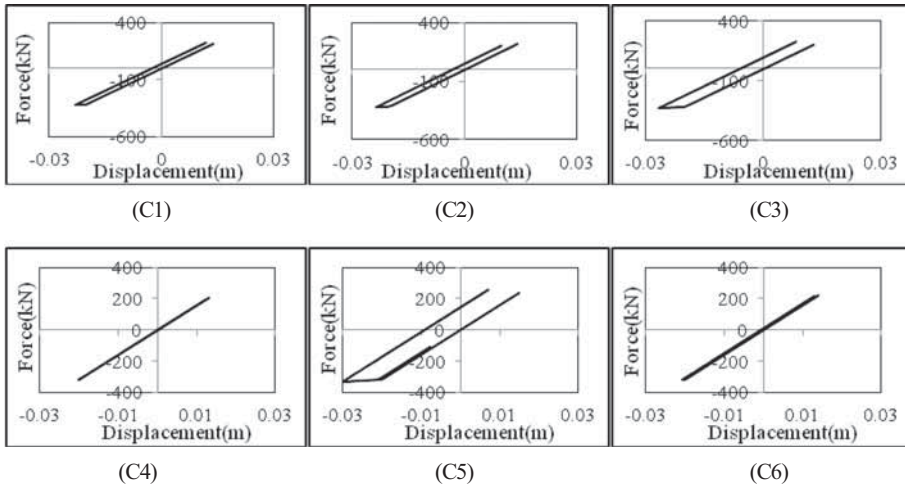 400
-100
-600
-0.03 0 0.03
Force(kN)
Displacement(m)
(C1)
400
-100
-600
-0.03 0 0.03
Force(kN)
Displacement(m)
(C2)
400
-100
-600
-0.03 0 0.03
Force(kN)
Displacement(m)
(C3)
400
200
0
-200
-400
-0.03 -0.01 0.01 0.03
Force(kN)
Displacement(m)
(C4)
400
200
0
-200
-400
-0.03 -0.01 0.01 0.03
Force(kN)
Displacement(m)
(C5)
400
200
0
-200
-400
-0.03 -0.01 0.01 0.03
Force(kN)
Displacement(m)
(C6)